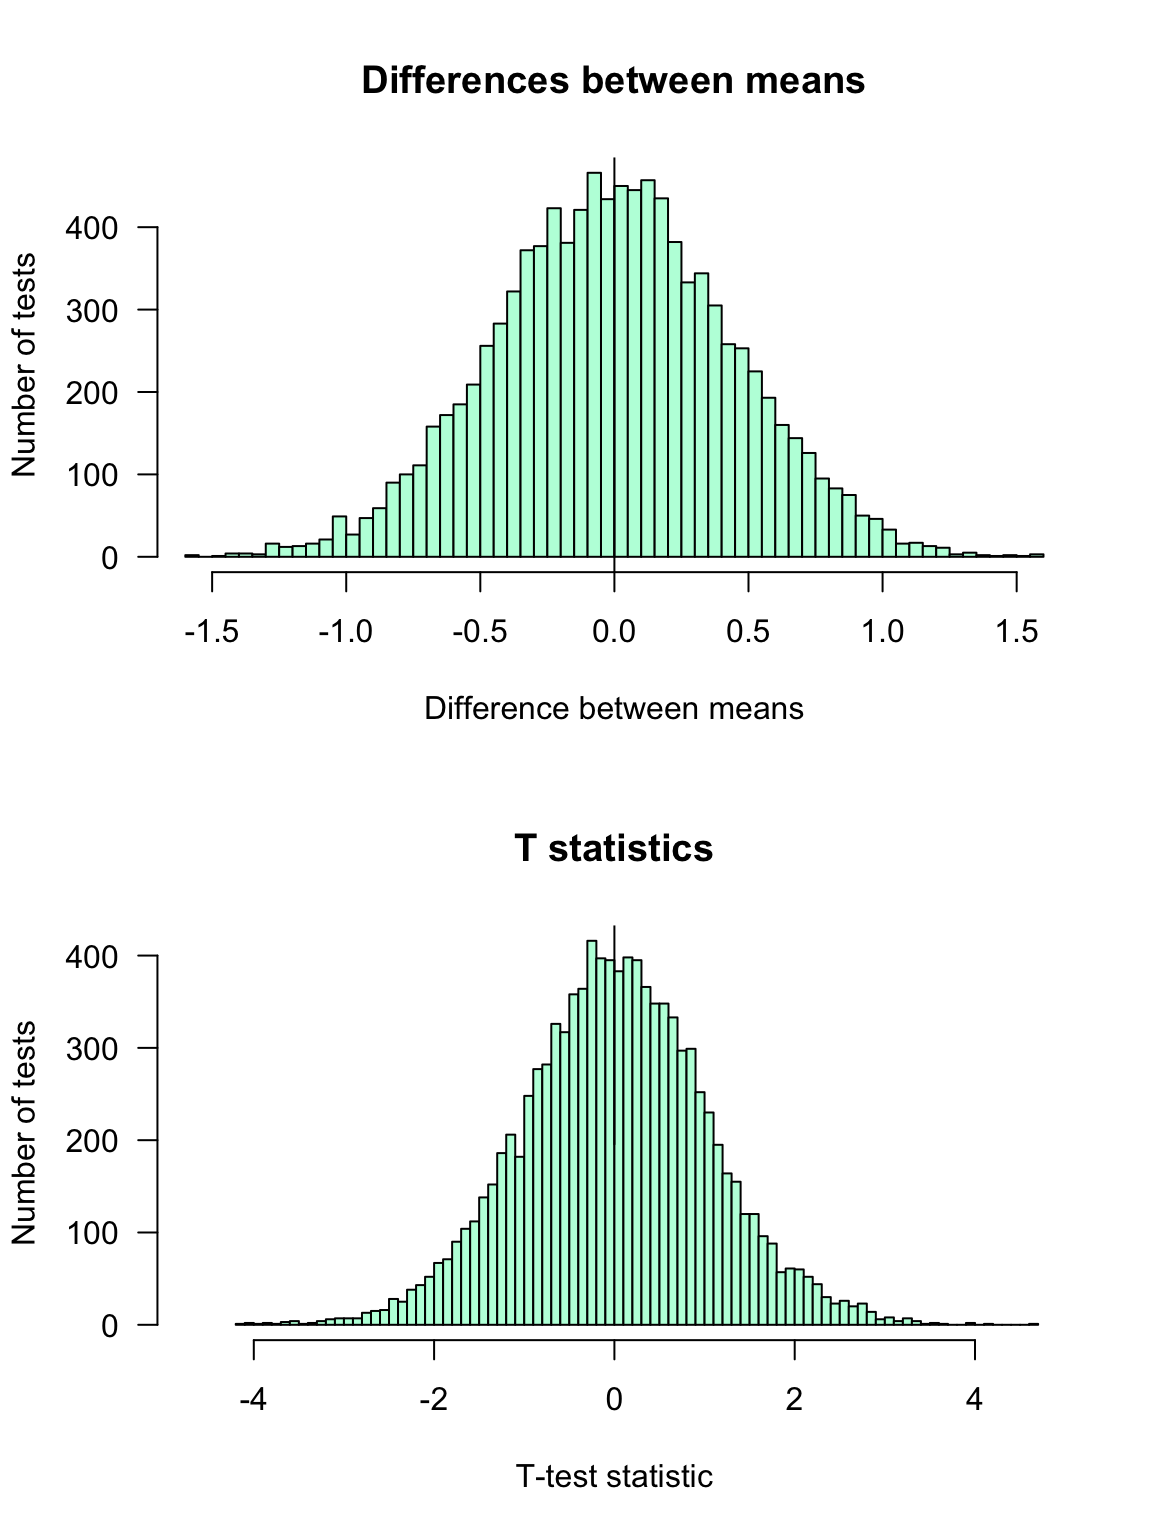 Differences between means
Number of tests
400
300
200
100
0
-1.5 -1.0 -0.5 0.0 0.5 1.0 1.5
Difference between means
T statistics
Number of tests
400
300
200
100
0
-4 -2 0 2 4
T-test statistic